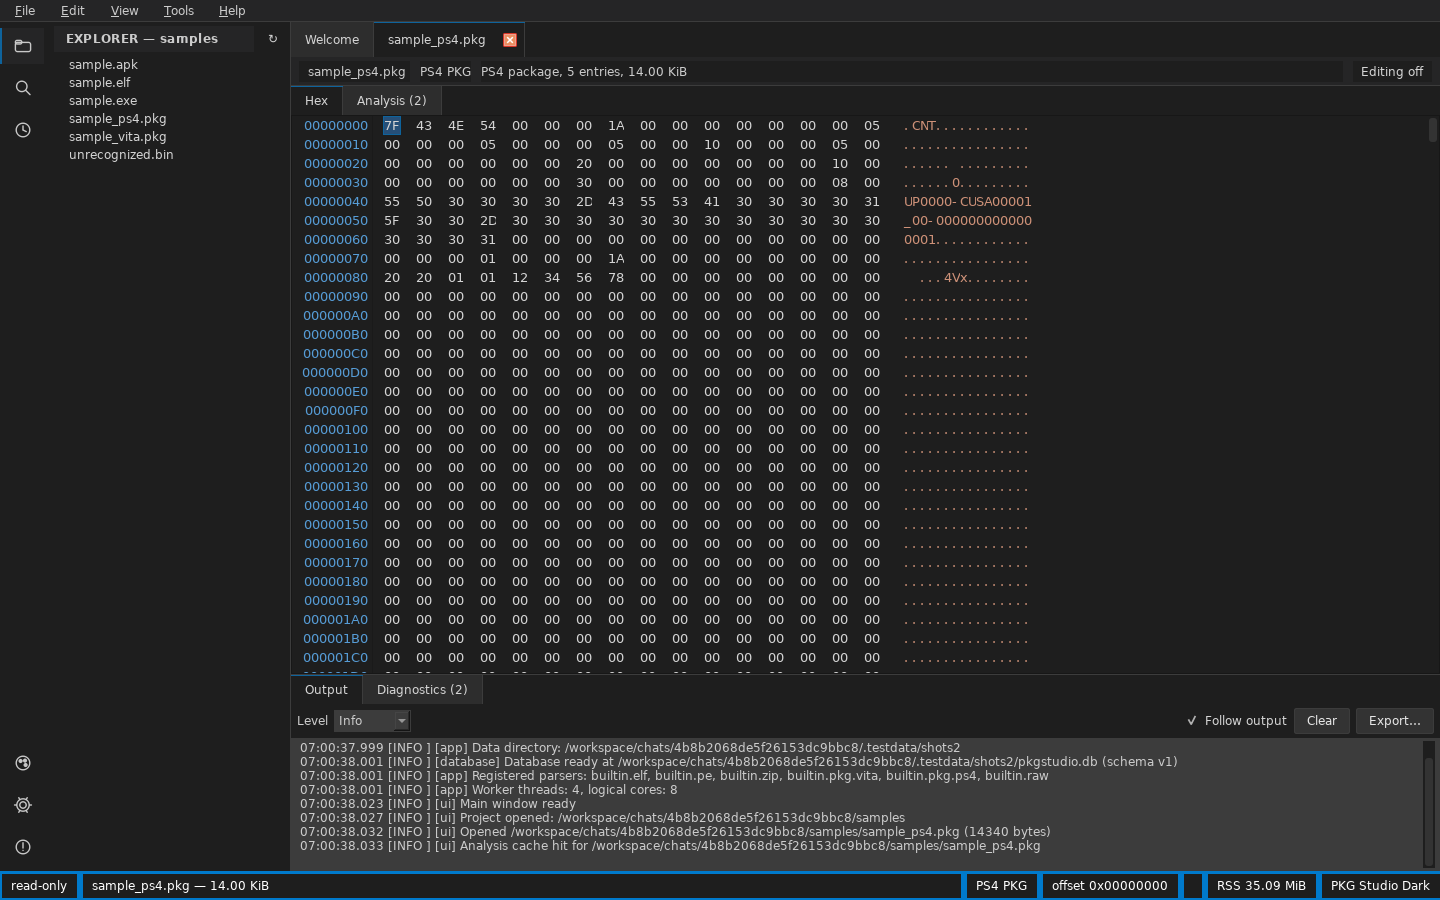 File Edit View Tools Help
EXPLORER — samples ↻
sample.apk
sample.elf
sample.exe
sample_ps4.pkg
sample_vita.pkg
unrecognized.bin
Welcome sample_ps4.pkg
sample_ps4.pkg PS4 PKG PS4 package, 5 entries, 14.00 KiB Editing off
Hex Analysis (2)
00000000 7F 43 4E 54 00 00 00 1A 00 00 00 00 00 00 00 05 .CNT............
00000010 00 00 00 05 00 00 00 05 00 00 10 00 00 00 05 00 ................
00000020 00 00 00 00 00 00 20 00 00 00 00 00 00 00 10 00 ...... .........
00000030 00 00 00 00 00 00 30 00 00 00 00 00 00 00 08 00 ......0.........
00000040 55 50 30 30 30 30 2D 43 55 53 41 30 30 30 30 31 UP0000-CUSA00001
00000050 5F 30 30 2D 30 30 30 30 30 30 30 30 30 30 30 30 _00-000000000000
00000060 30 30 30 31 00 00 00 00 00 00 00 00 00 00 00 00 0001............
00000070 00 00 00 01 00 00 00 1A 00 00 00 00 00 00 00 00 ................
00000080 20 20 01 01 12 34 56 78 00 00 00 00 00 00 00 00   ...4Vx........
00000090 00 00 00 00 00 00 00 00 00 00 00 00 00 00 00 00 ................
000000A0 00 00 00 00 00 00 00 00 00 00 00 00 00 00 00 00 ................
000000B0 00 00 00 00 00 00 00 00 00 00 00 00 00 00 00 00 ................
000000C0 00 00 00 00 00 00 00 00 00 00 00 00 00 00 00 00 ................
000000D0 00 00 00 00 00 00 00 00 00 00 00 00 00 00 00 00 ................
000000E0 00 00 00 00 00 00 00 00 00 00 00 00 00 00 00 00 ................
000000F0 00 00 00 00 00 00 00 00 00 00 00 00 00 00 00 00 ................
00000100 00 00 00 00 00 00 00 00 00 00 00 00 00 00 00 00 ................
00000110 00 00 00 00 00 00 00 00 00 00 00 00 00 00 00 00 ................
00000120 00 00 00 00 00 00 00 00 00 00 00 00 00 00 00 00 ................
00000130 00 00 00 00 00 00 00 00 00 00 00 00 00 00 00 00 ................
00000140 00 00 00 00 00 00 00 00 00 00 00 00 00 00 00 00 ................
00000150 00 00 00 00 00 00 00 00 00 00 00 00 00 00 00 00 ................
00000160 00 00 00 00 00 00 00 00 00 00 00 00 00 00 00 00 ................
00000170 00 00 00 00 00 00 00 00 00 00 00 00 00 00 00 00 ................
00000180 00 00 00 00 00 00 00 00 00 00 00 00 00 00 00 00 ................
00000190 00 00 00 00 00 00 00 00 00 00 00 00 00 00 00 00 ................
000001A0 00 00 00 00 00 00 00 00 00 00 00 00 00 00 00 00 ................
000001B0 00 00 00 00 00 00 00 00 00 00 00 00 00 00 00 00 ................
000001C0 00 00 00 00 00 00 00 00 00 00 00 00 00 00 00 00 ................
Output Diagnostics (2)
Level Info ✓ Follow output Clear Export...
07:00:37.999 [INFO ] [app] Data directory: /workspace/chats/4b8b2068de5f26153dc9bbc8/.testdata/shots2
07:00:38.001 [INFO ] [database] Database ready at /workspace/chats/4b8b2068de5f26153dc9bbc8/.testdata/shots2/pkgstudio.db (schema v1)
07:00:38.001 [INFO ] [app] Registered parsers: builtin.elf, builtin.pe, builtin.zip, builtin.pkg.vita, builtin.pkg.ps4, builtin.raw
07:00:38.001 [INFO ] [app] Worker threads: 4, logical cores: 8
07:00:38.023 [INFO ] [ui] Main window ready
07:00:38.027 [INFO ] [ui] Project opened: /workspace/chats/4b8b2068de5f26153dc9bbc8/samples
07:00:38.032 [INFO ] [ui] Opened /workspace/chats/4b8b2068de5f26153dc9bbc8/samples/sample_ps4.pkg (14340 bytes)
07:00:38.033 [INFO ] [ui] Analysis cache hit for /workspace/chats/4b8b2068de5f26153dc9bbc8/samples/sample_ps4.pkg
read-only sample_ps4.pkg — 14.00 KiB PS4 PKG offset 0x00000000 RSS 35.09 MiB PKG Studio Dark